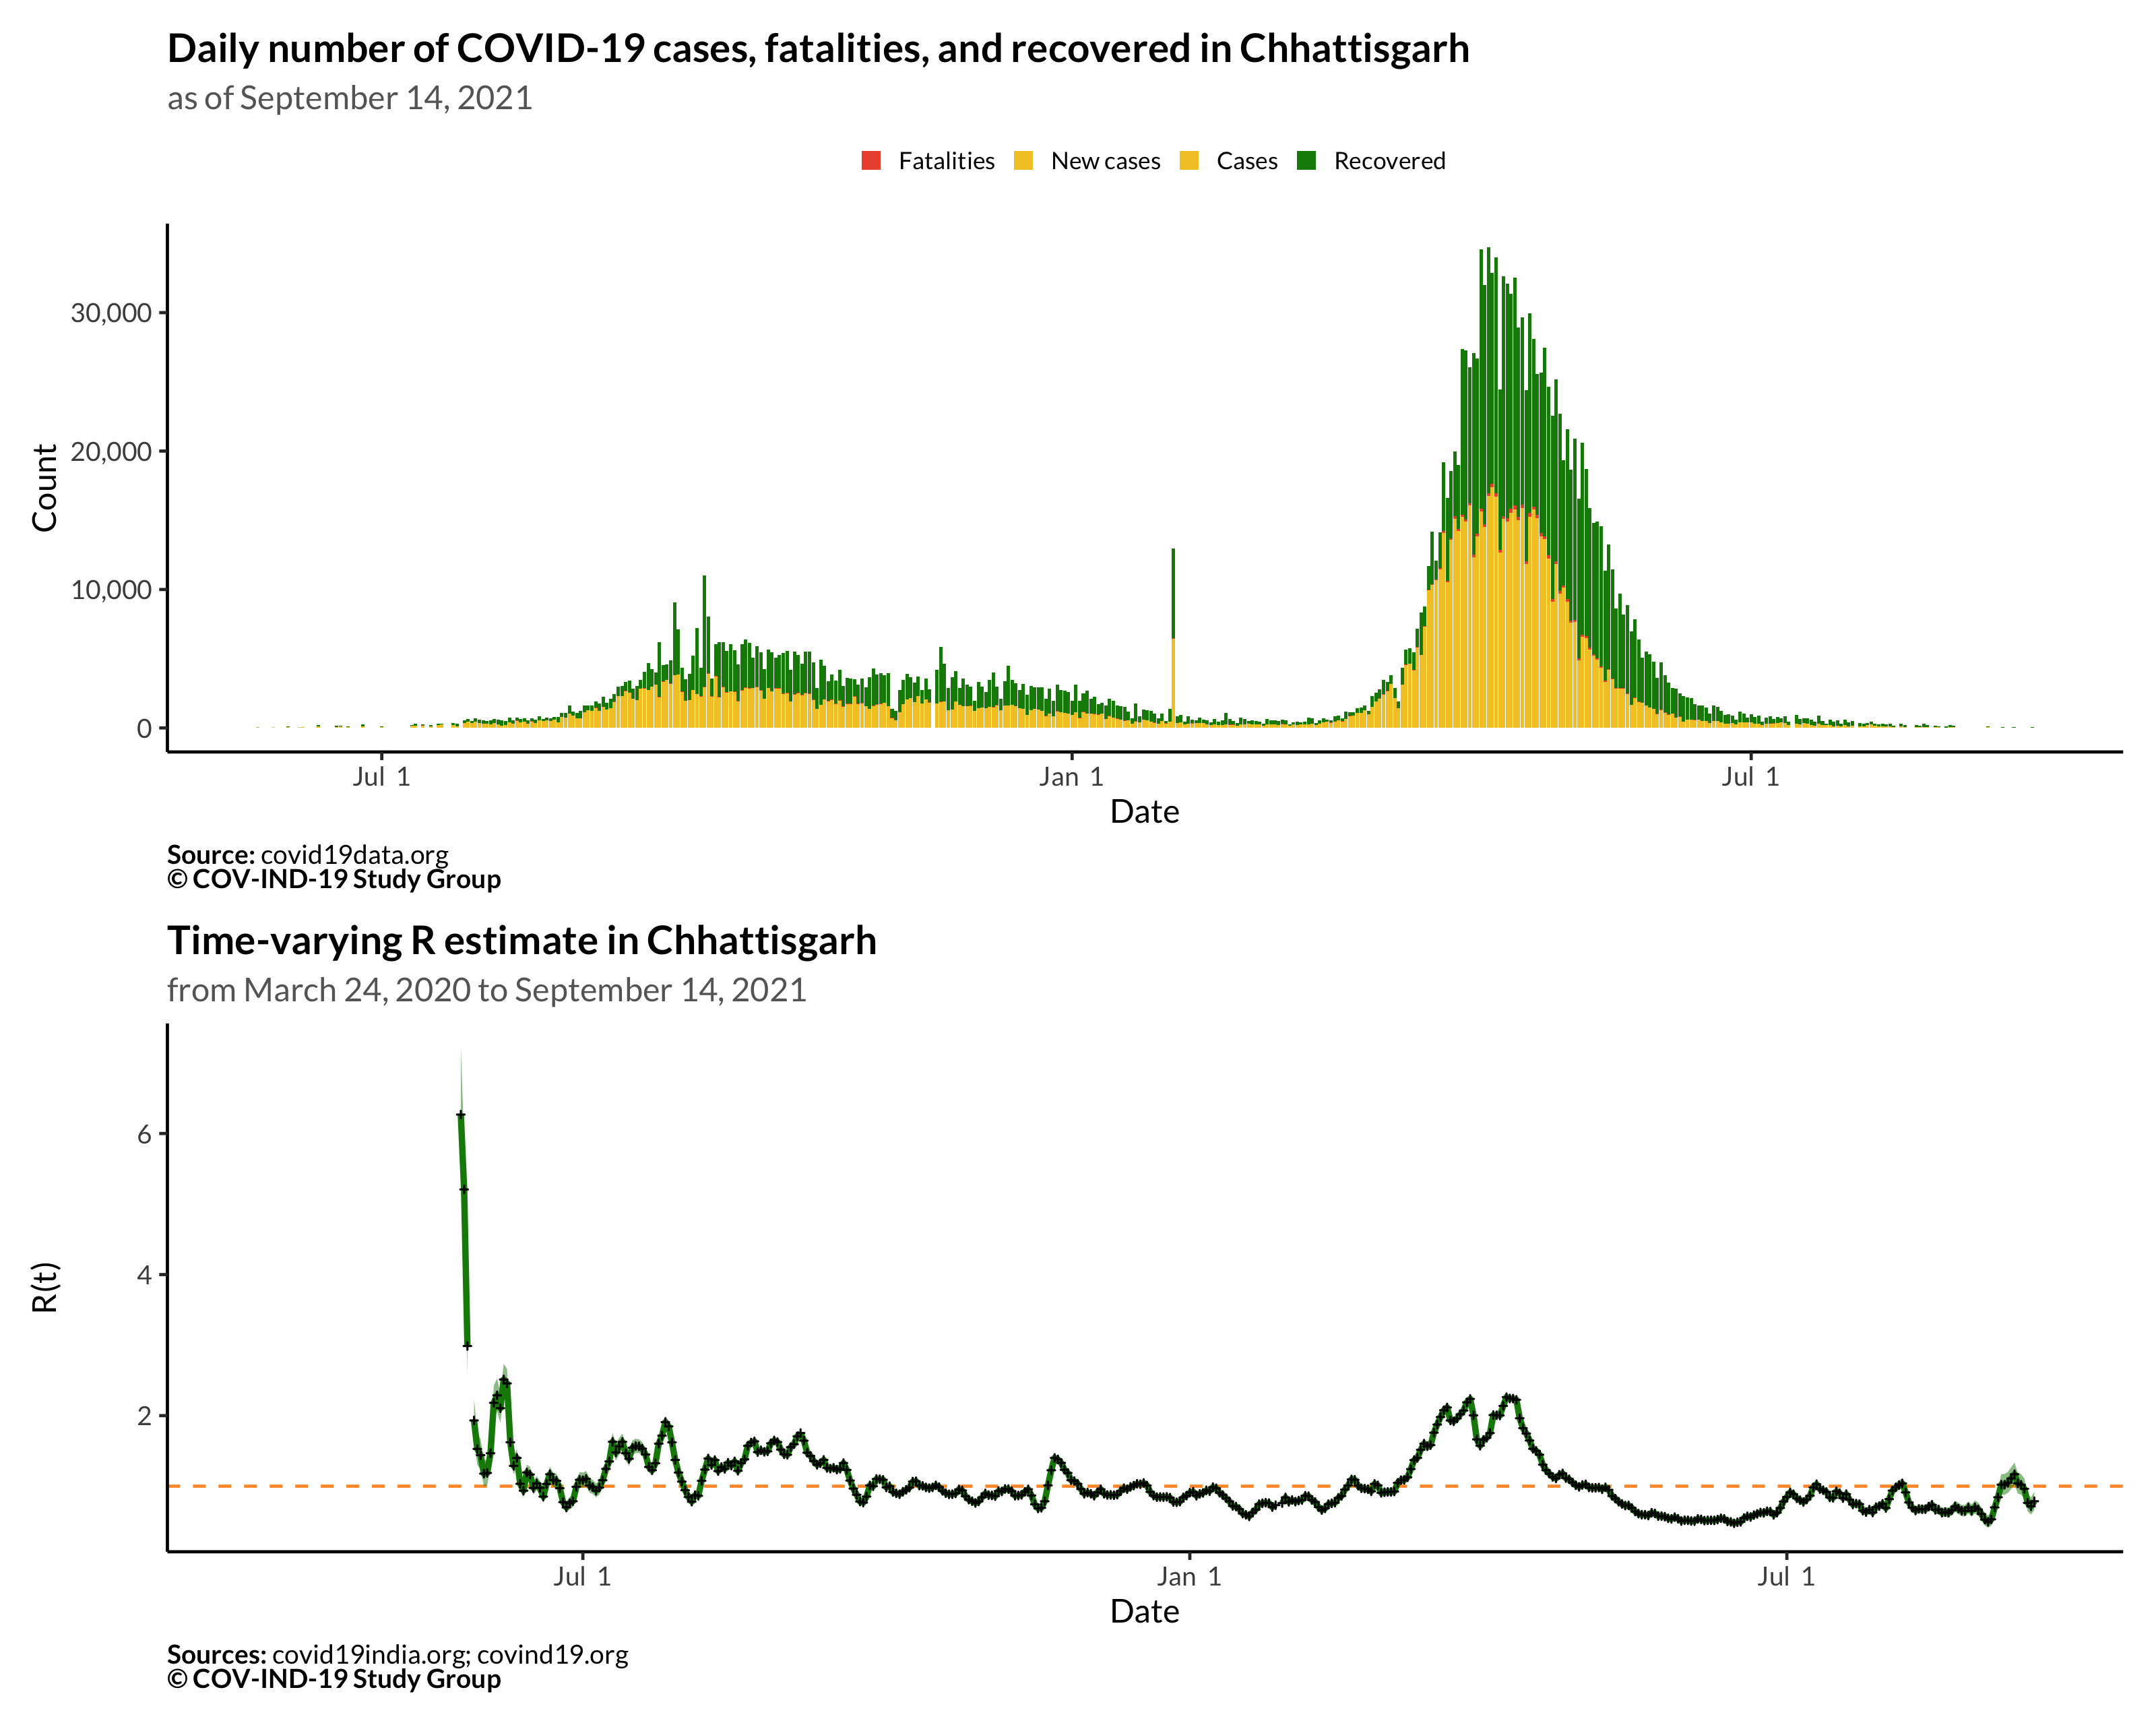 Daily number of COVID-19 cases, fatalities, and recovered in Chhattisgarh
as of September 14, 2021
Fatalities New cases Cases Recovered
Count
30,000
20,000
10,000
0
Jul 1 Jan 1 Jul 1
Date
Source: covid19data.org
© COV-IND-19 Study Group
Time-varying R estimate in Chhattisgarh
from March 24, 2020 to September 14, 2021
R(t)
6
4
2
Jul 1 Jan 1 Jul 1
Date
Sources: covid19india.org; covind19.org
© COV-IND-19 Study Group